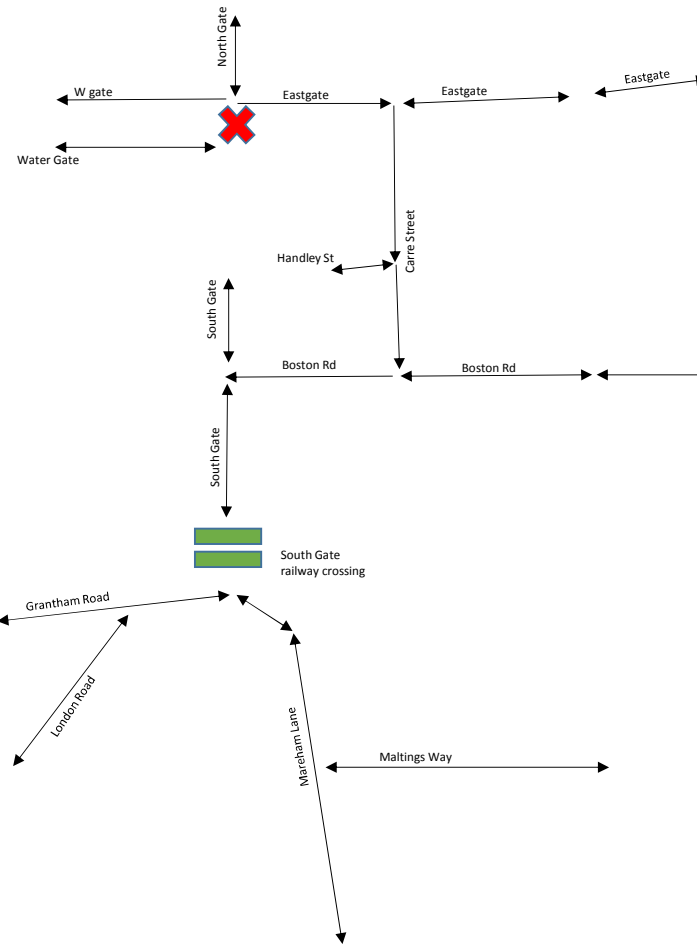 North Gate
W gate
Eastgate
Eastgate
Eastgate
Water Gate
Carre Street
Handley St
South Gate
Boston Rd
Boston Rd
South Gate
South Gate
railway crossing
Grantham Road
London Road
Mareham Lane
Maltings Way